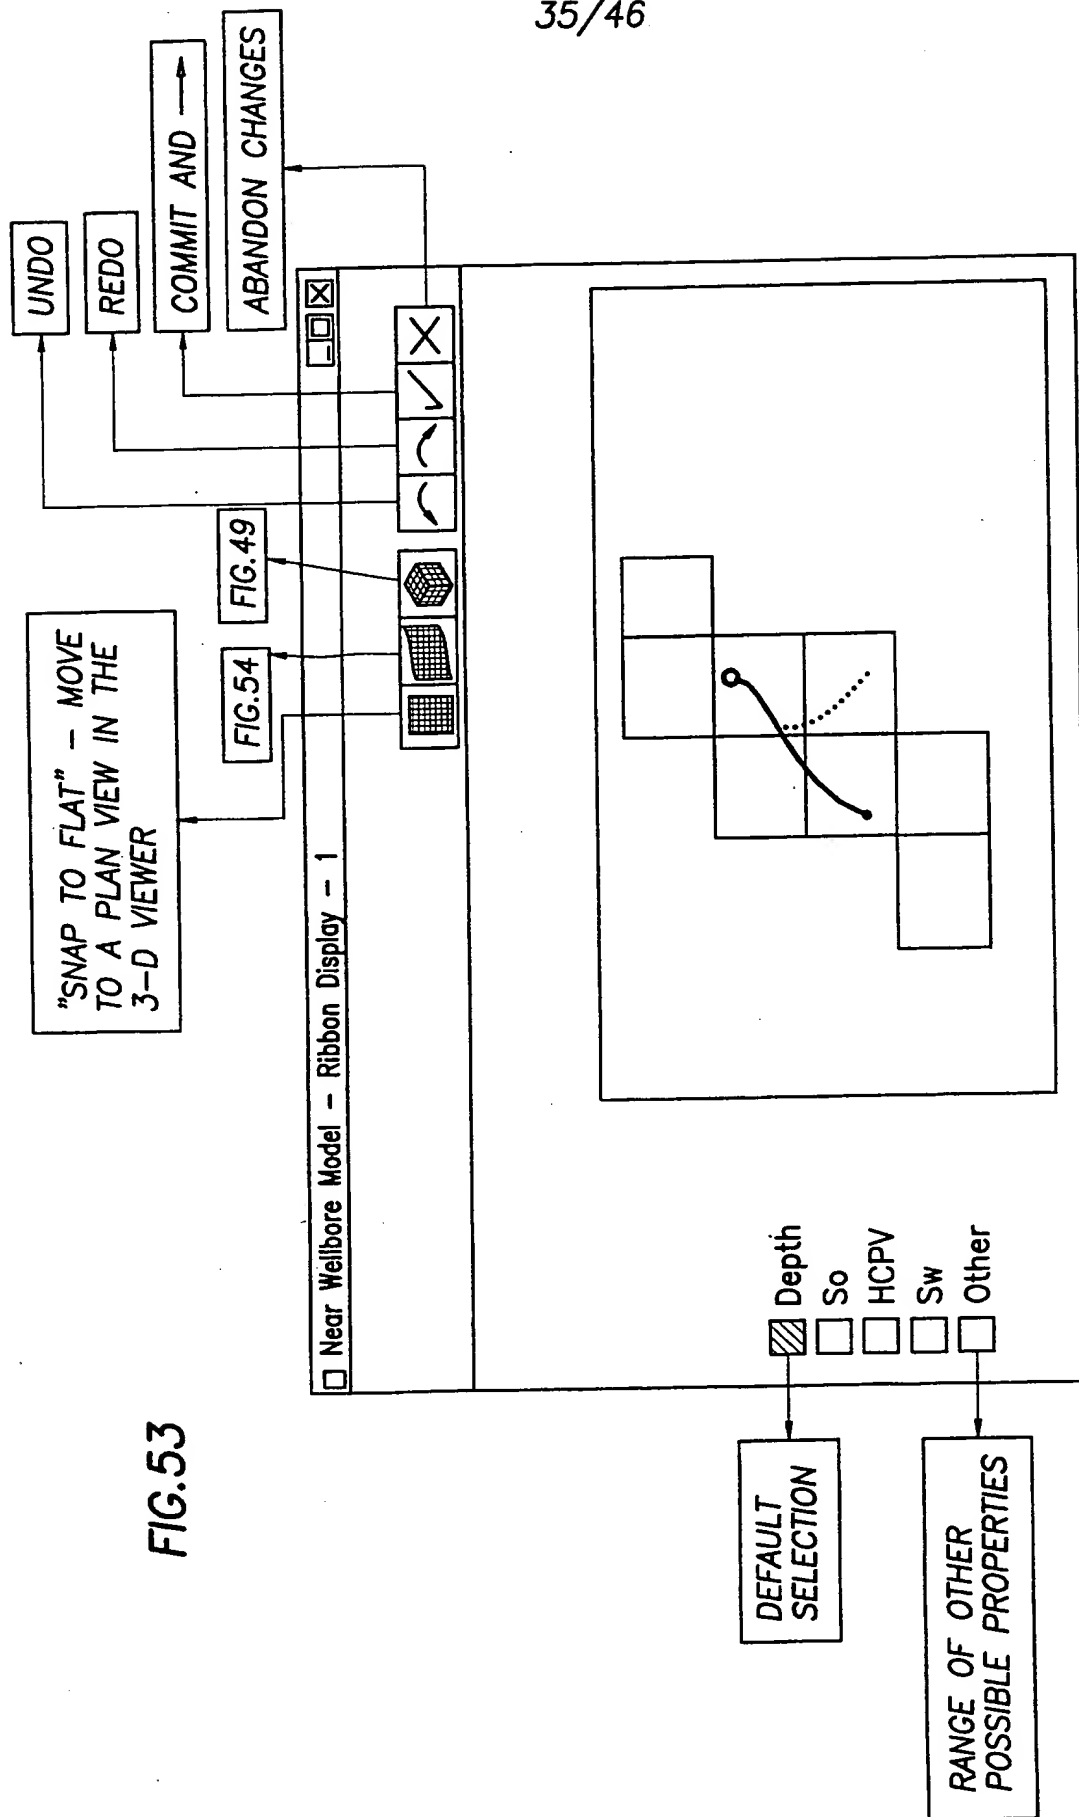 35/46
FIG.53
"SNAP TO FLAT" – MOVE
TO A PLAN VIEW IN THE
3–D VIEWER
FIG.54
FIG.49
UNDO
REDO
COMMIT AND →
ABANDON CHANGES
Near Wellbore Model – Ribbon Display – 1
Depth
So
HCPV
Sw
Other
DEFAULT
SELECTION
RANGE OF OTHER
POSSIBLE PROPERTIES